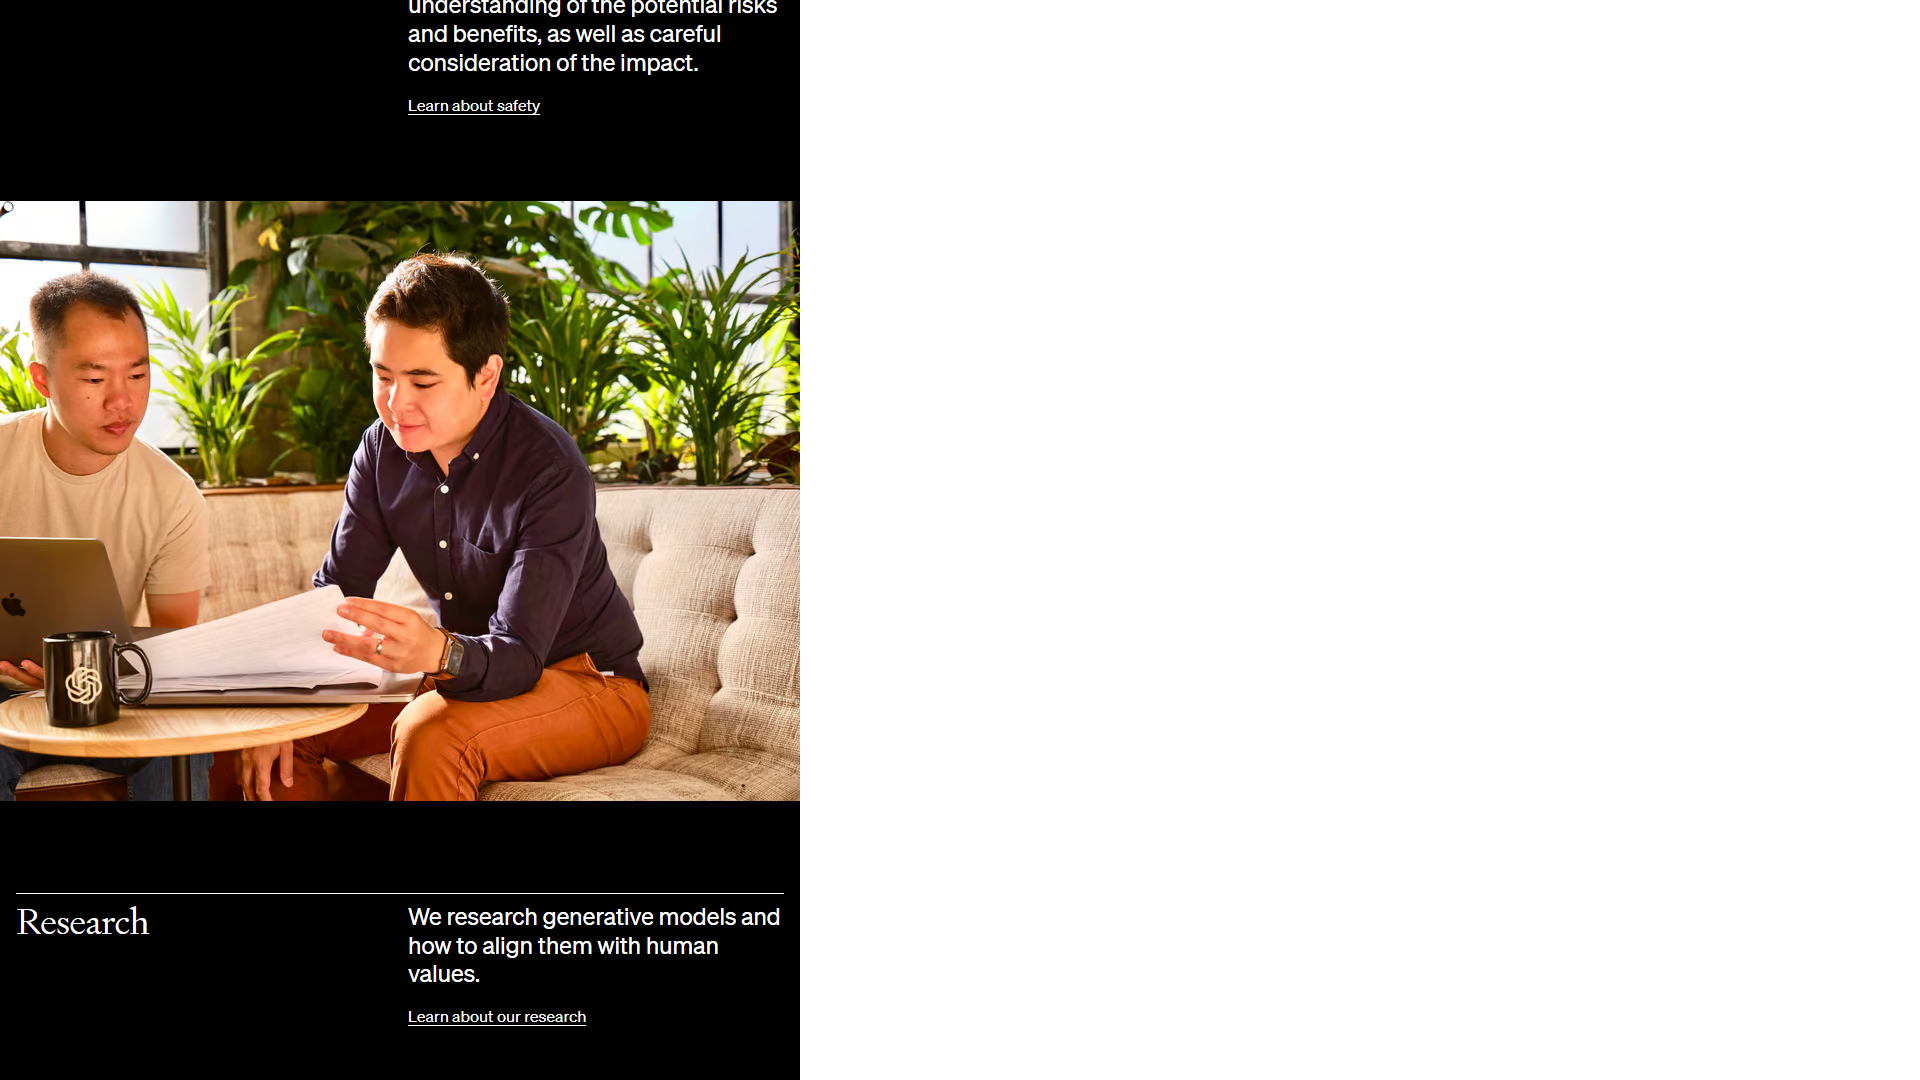 understanding of the potential risks
and benefits, as well as careful
consideration of the impact.
Learn about safety
Research
We research generative models and
how to align them with human
values.
Learn about our research